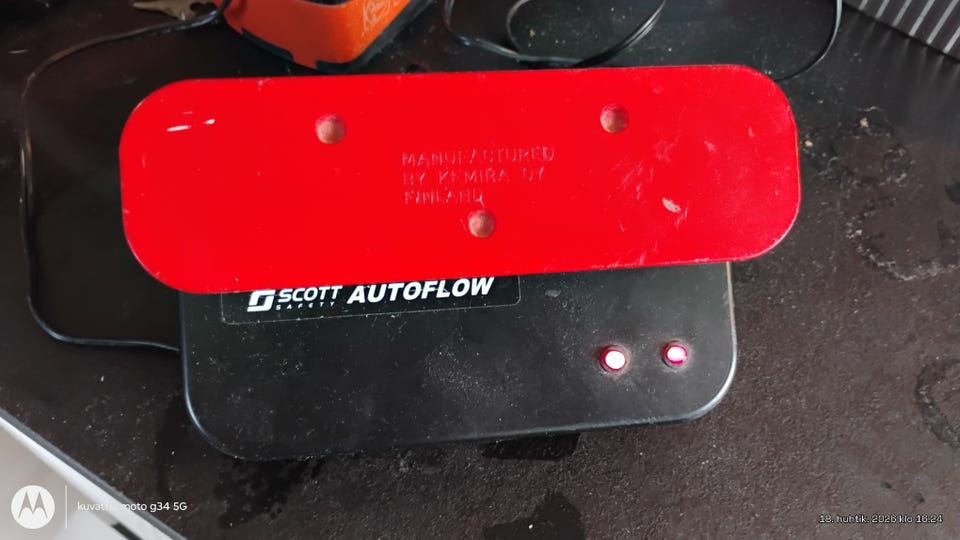 MANUFACTURED
BY KEMIRA OY
FINLAND
SCOTT
SAFETY
AUTOFLOW
kuvattu moto g34 5G
18. huhtik. 2026 klo 16:24